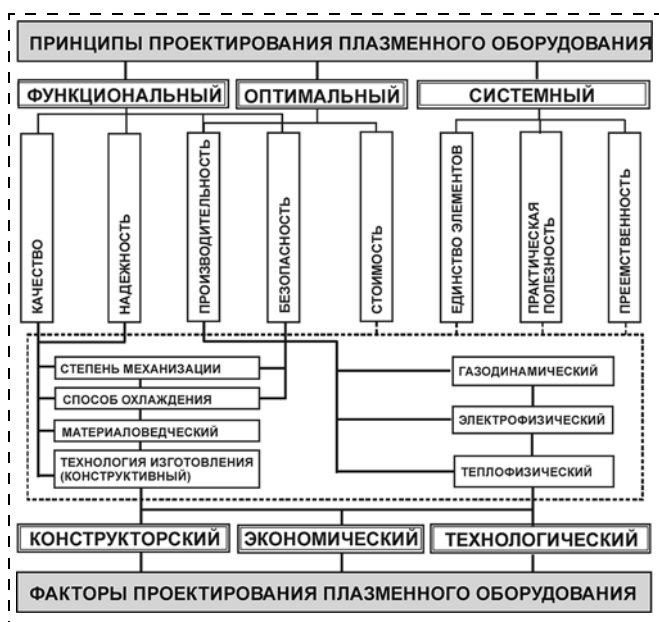 ПРИНЦИПЫ ПРОЕКТИРОВАНИЯ ПЛАЗМЕННОГО ОБОРУДОВАНИЯ
ФУНКЦИОНАЛЬНЫЙ
ОПТИМАЛЬНЫЙ
СИСТЕМНЫЙ
КАЧЕСТВО
НАДЕЖНОСТЬ
ПРОИЗВОДИТЕЛЬНОСТЬ
БЕЗОПАСНОСТЬ
СТОИМОСТЬ
ЕДИНСТВО ЭЛЕМЕНТОВ
ПРАКТИЧЕСКАЯ
ПОЛЕЗНОСТЬ
ПРЕЕМСТВЕННОСТЬ
СТЕПЕНЬ МЕХАНИЗАЦИИ
СПОСОБ ОХЛАЖДЕНИЯ
МАТЕРИАЛОВЕДЧЕСКИЙ
ТЕХНОЛОГИЯ ИЗГОТОВЛЕНИЯ
(КОНСТРУКТИВНЫЙ)
ГАЗОДИНАМИЧЕСКИЙ
ЭЛЕКТРОФИЗИЧЕСКИЙ
ТЕПЛОФИЗИЧЕСКИЙ
КОНСТРУКТОРСКИЙ
ЭКОНОМИЧЕСКИЙ
ТЕХНОЛОГИЧЕСКИЙ
ФАКТОРЫ ПРОЕКТИРОВАНИЯ ПЛАЗМЕННОГО ОБОРУДОВАНИЯ